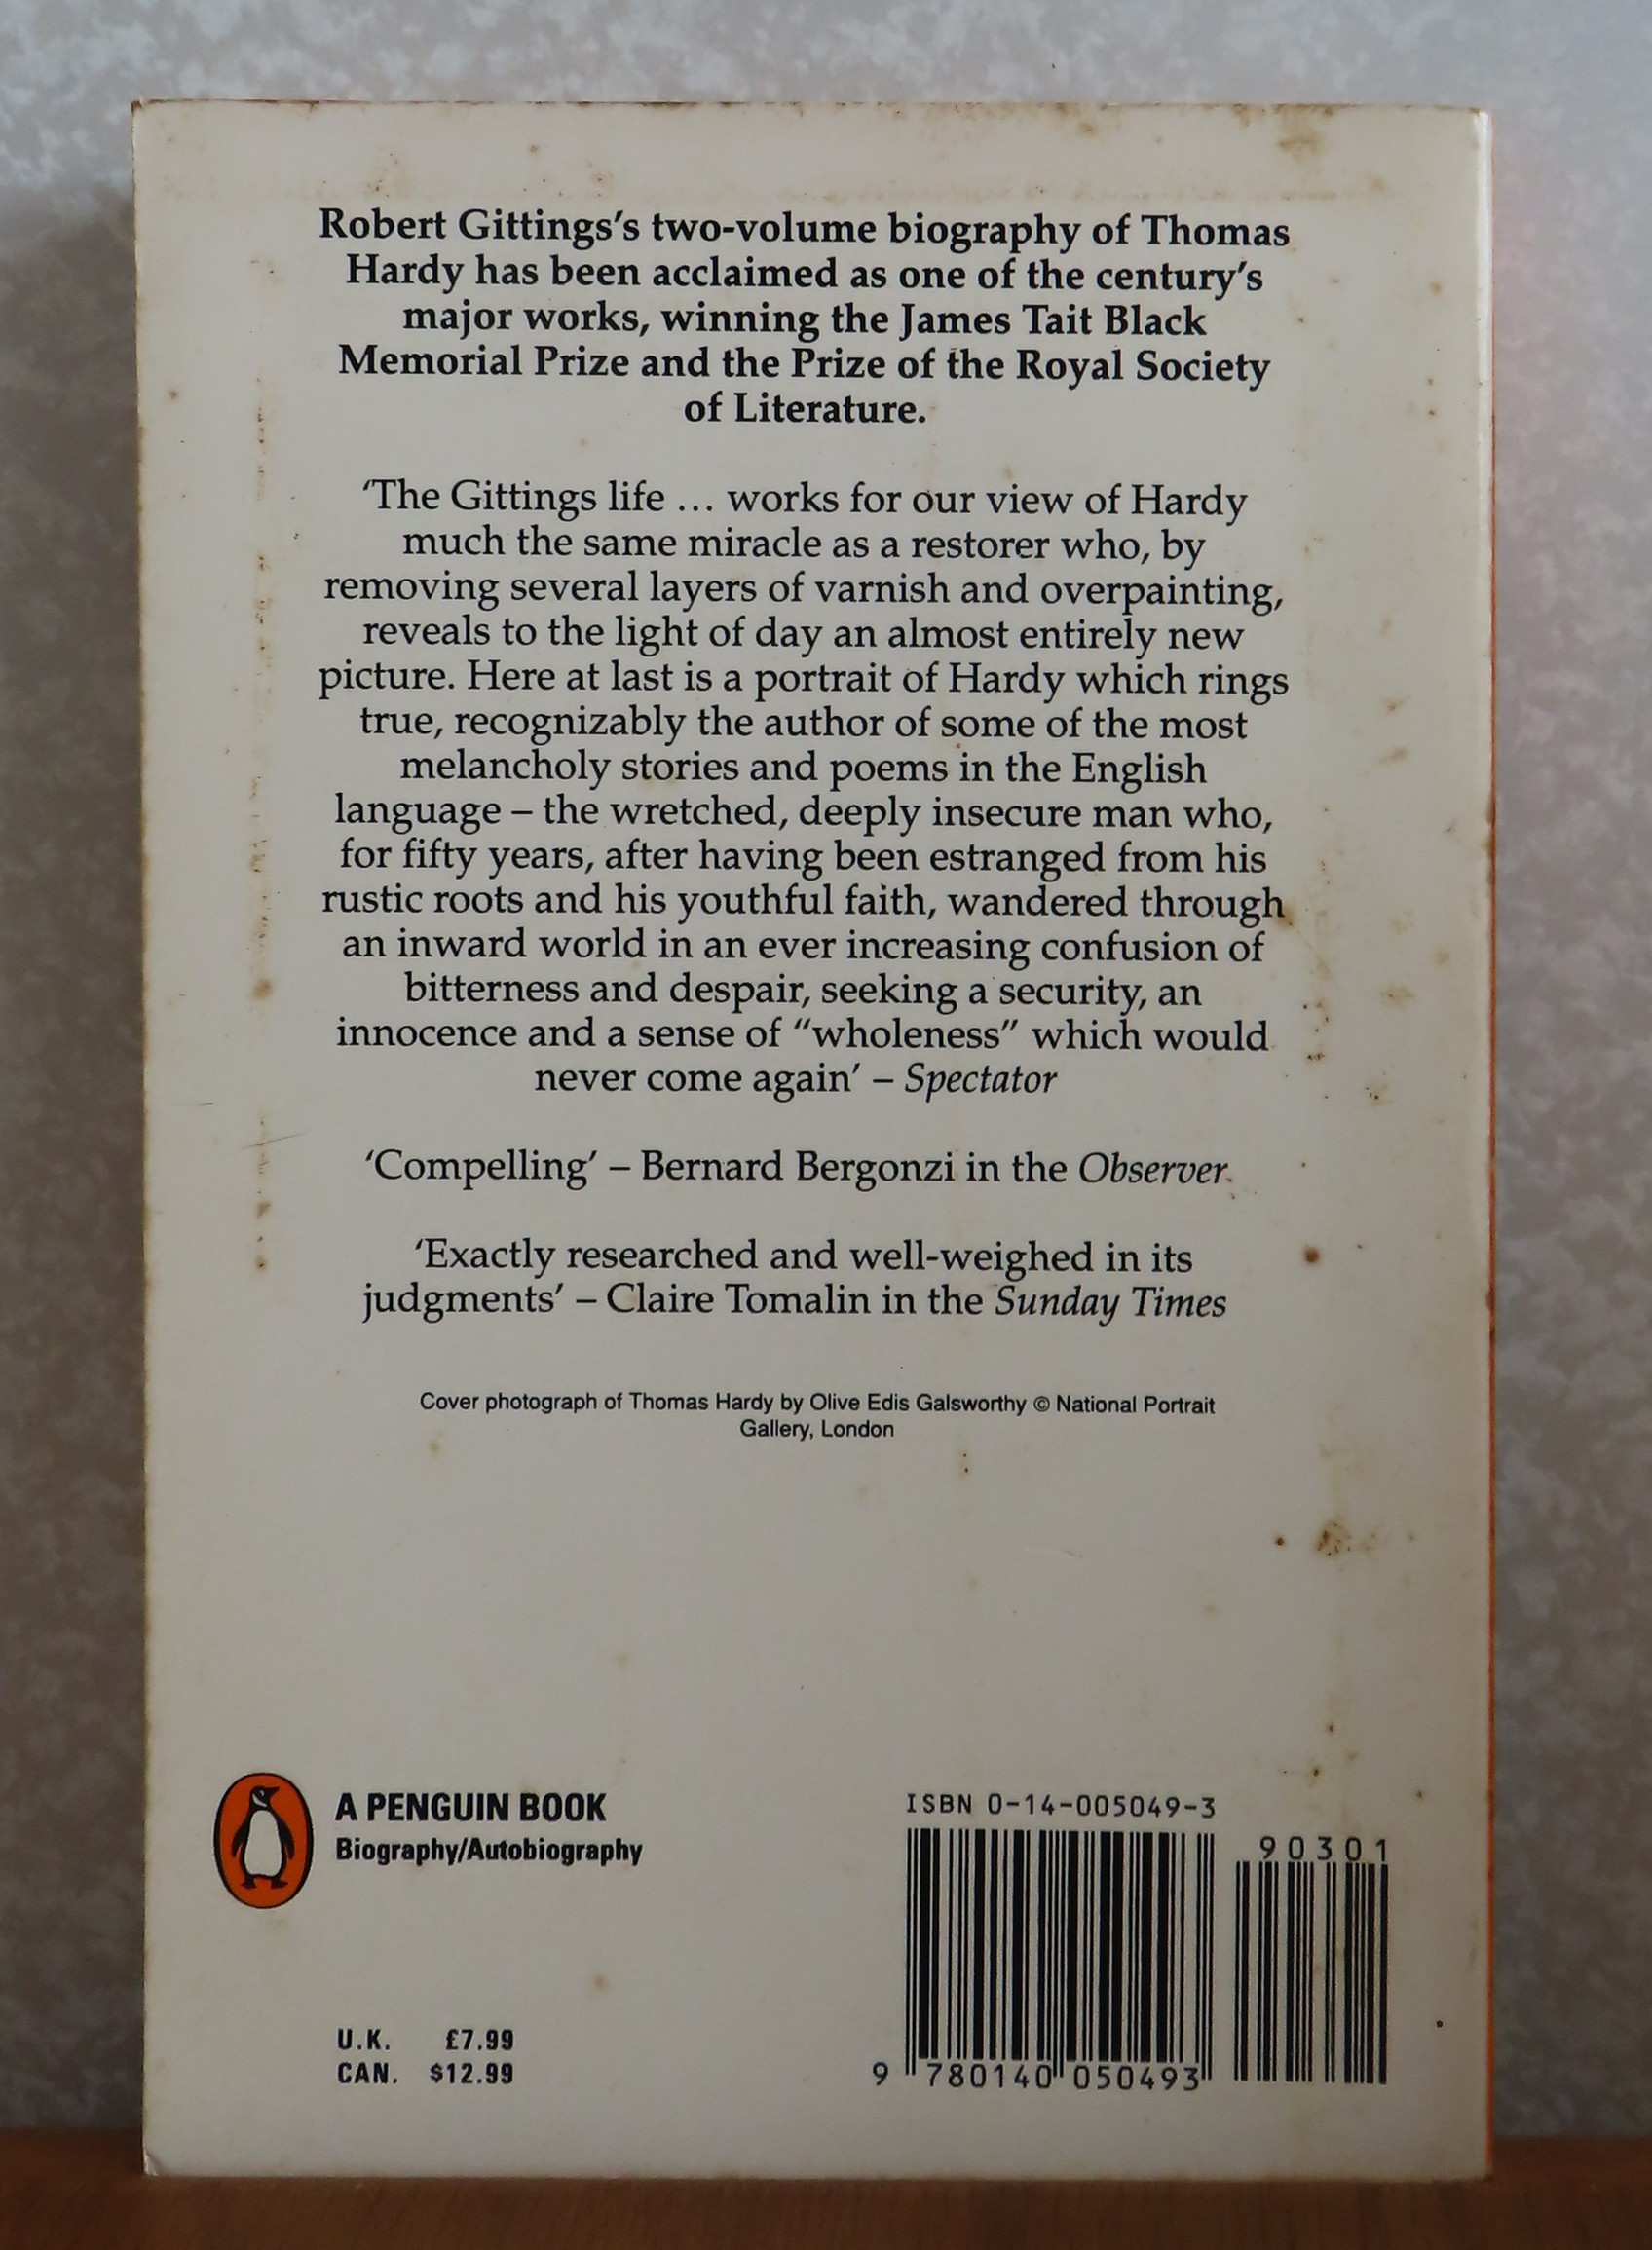 Robert Gittings's two-volume biography of Thomas
Hardy has been acclaimed as one of the century's
major works, winning the James Tait Black
Memorial Prize and the Prize of the Royal Society
of Literature.
‘The Gittings life … works for our view of Hardy
much the same miracle as a restorer who, by
removing several layers of varnish and overpainting,
reveals to the light of day an almost entirely new
picture. Here at last is a portrait of Hardy which rings
true, recognizably the author of some of the most
melancholy stories and poems in the English
language – the wretched, deeply insecure man who,
for fifty years, after having been estranged from his
rustic roots and his youthful faith, wandered through
an inward world in an ever increasing confusion of
bitterness and despair, seeking a security, an
innocence and a sense of “wholeness” which would
never come again’ – Spectator
‘Compelling’ – Bernard Bergonzi in the Observer
‘Exactly researched and well-weighed in its
judgments’ – Claire Tomalin in the Sunday Times
Cover photograph of Thomas Hardy by Olive Edis Galsworthy © National Portrait
Gallery, London
A PENGUIN BOOK
Biography/Autobiography
U.K. £7.99
CAN. $12.99
ISBN 0-14-005049-3
90301
9 780140 050493